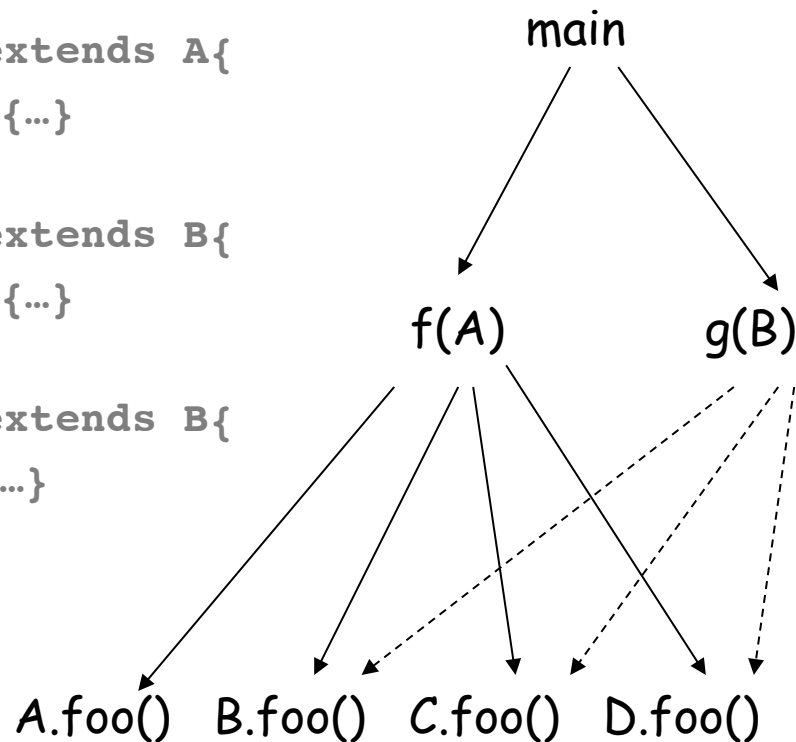 extends A{
{…}
extends B{
{…}
extends B{
…}
main
f(A) g(B)
A.foo() B.foo() C.foo() D.foo()